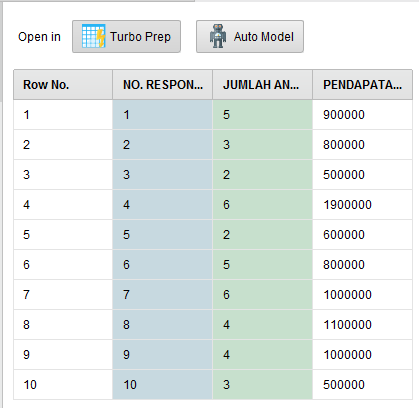 Open in Turbo Prep Auto Model
Row No. NO. RESPON... JUMLAH AN... PENDAPATA...
1 1 5 900000
2 2 3 800000
3 3 2 500000
4 4 6 1900000
5 5 2 600000
6 6 5 800000
7 7 6 1000000
8 8 4 1100000
9 9 4 1000000
10 10 3 500000